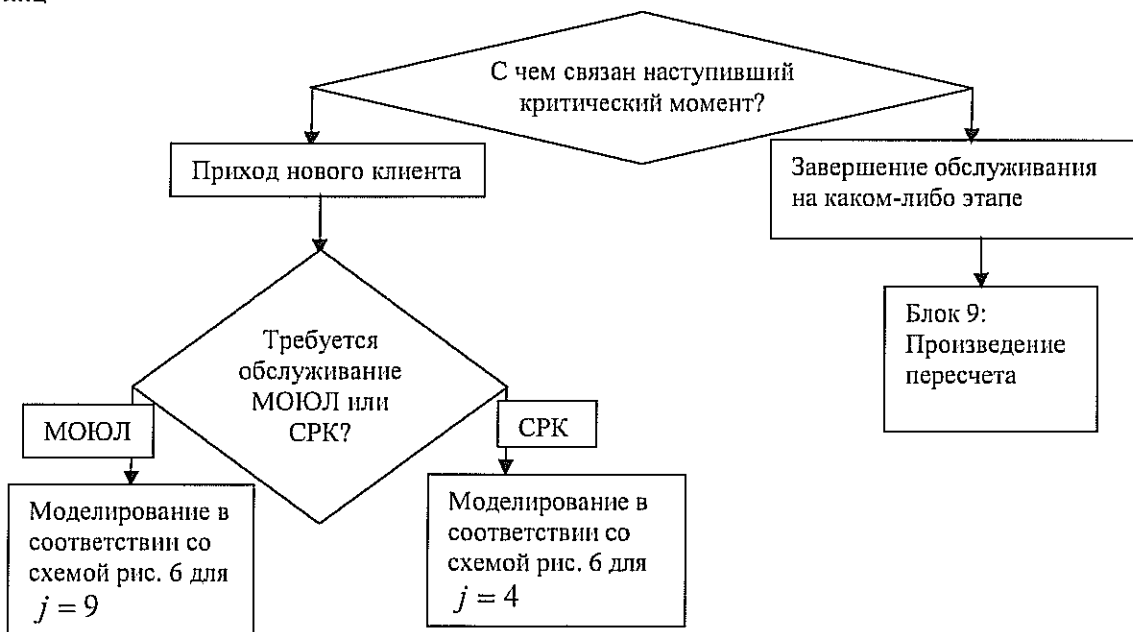 С чем связан наступивший
критический момент?
Приход нового клиента
Завершение обслуживания
на каком-либо этапе
Требуется
обслуживание
МОЮЛ или
СРК?
Блок 9:
Произведение
пересчета
МОЮЛ
СРК
Моделирование в
соответствии со
схемой рис. 6 для
j = 9
Моделирование в
соответствии со
схемой рис. 6 для
j = 4